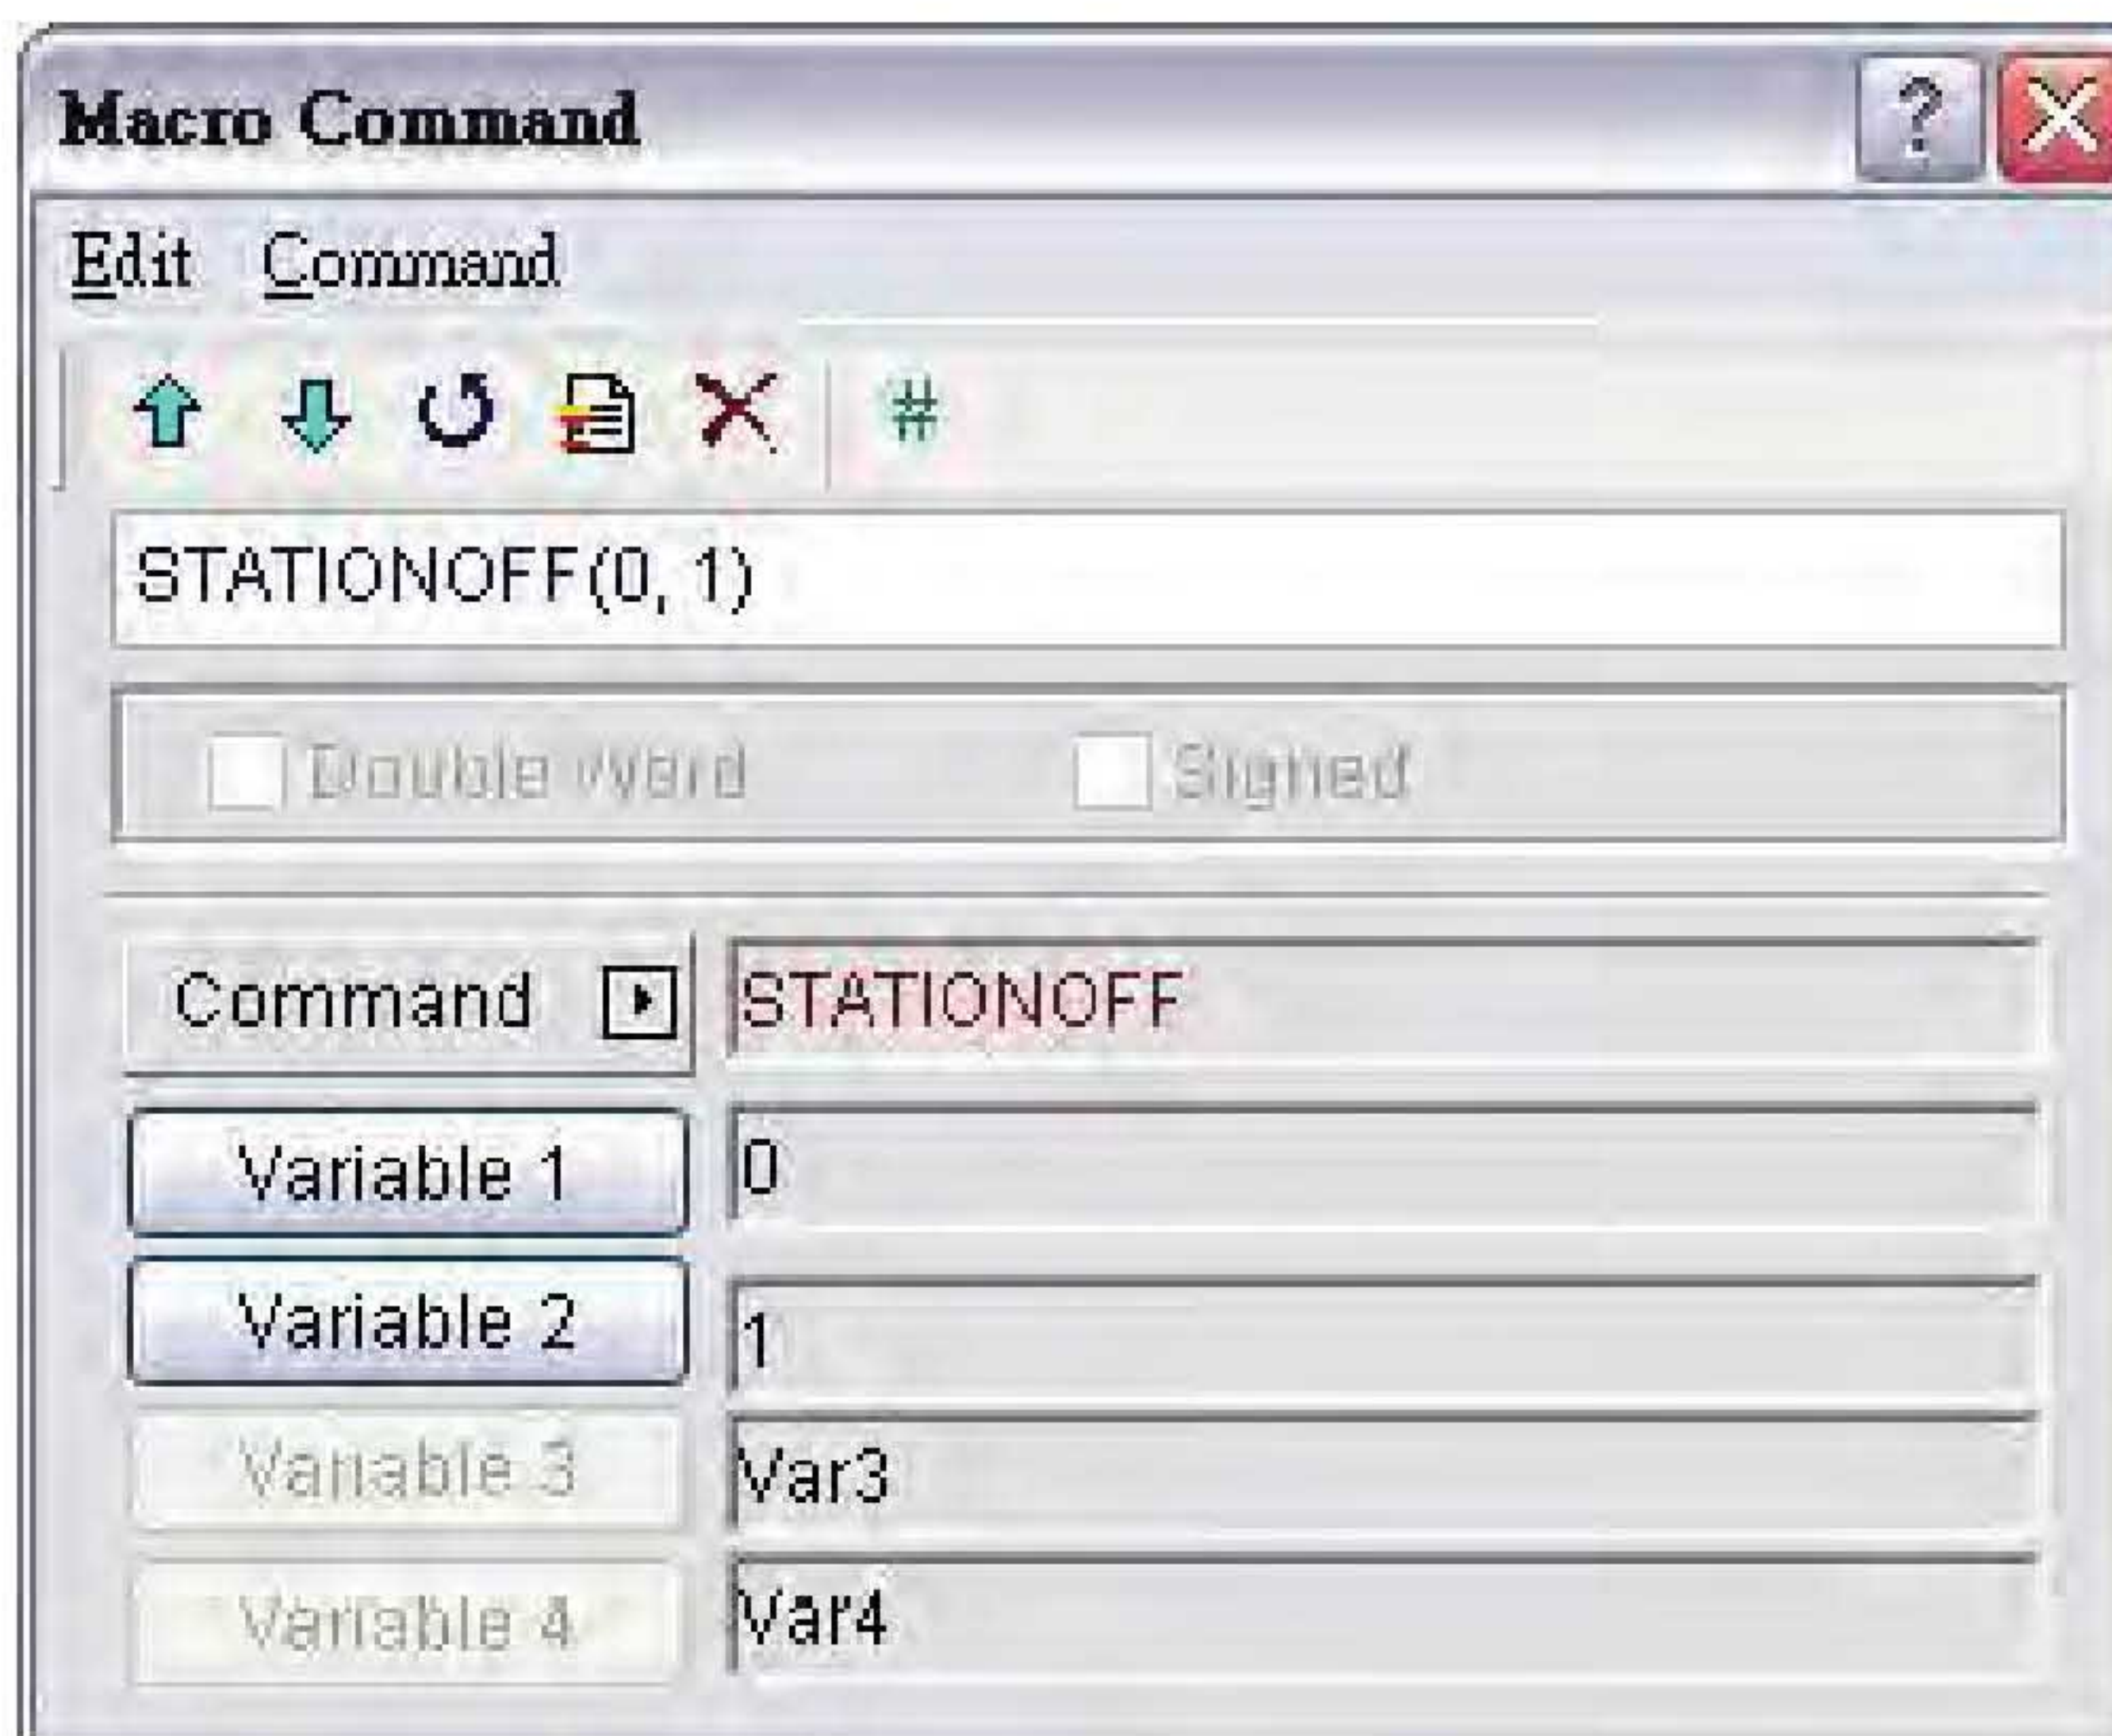 Macro Command
?
Edit Command
#
STATIONOFF(0, 1)
Double Word Signed
Command STATIONOFF
Variable 1 0
Variable 2 1
Variable 3 Var3
Variable 4 Var4